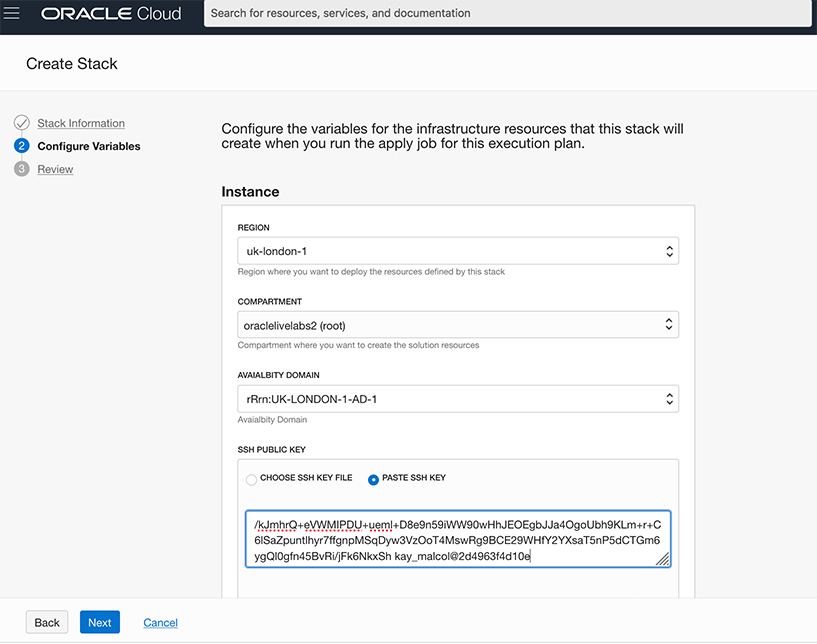 ORACLE Cloud
Search for resources, services, and documentation
Create Stack
Stack Information
2 Configure Variables
3 Review
Configure the variables for the infrastructure resources that this stack will
create when you run the apply job for this execution plan.
Instance
REGION
uk-london-1
Region where you want to deploy the resources defined by this stack
COMPARTMENT
oraclelivelabs2 (root)
Compartment where you want to create the solution resources
AVAIALBITY DOMAIN
rRrn:UK-LONDON-1-AD-1
Avaialbity Domain
SSH PUBLIC KEY
CHOOSE SSH KEY FILE
PASTE SSH KEY
/kJmhrQ+eVWMIPDU+ueml+D8e9n59iWW90wHhJEOEgbJJa4OgoUbh9KLm+r+C
6lSaZpuntlhyr7ffgnpMSqDyw3VzOoT4MswRg9BCE29WHfY2YXsaT5nP5dCTGm6
ygQl0gfn45BvRi/jFk6NkxSh kay_malcol@2d4963f4d10e
Back
Next
Cancel